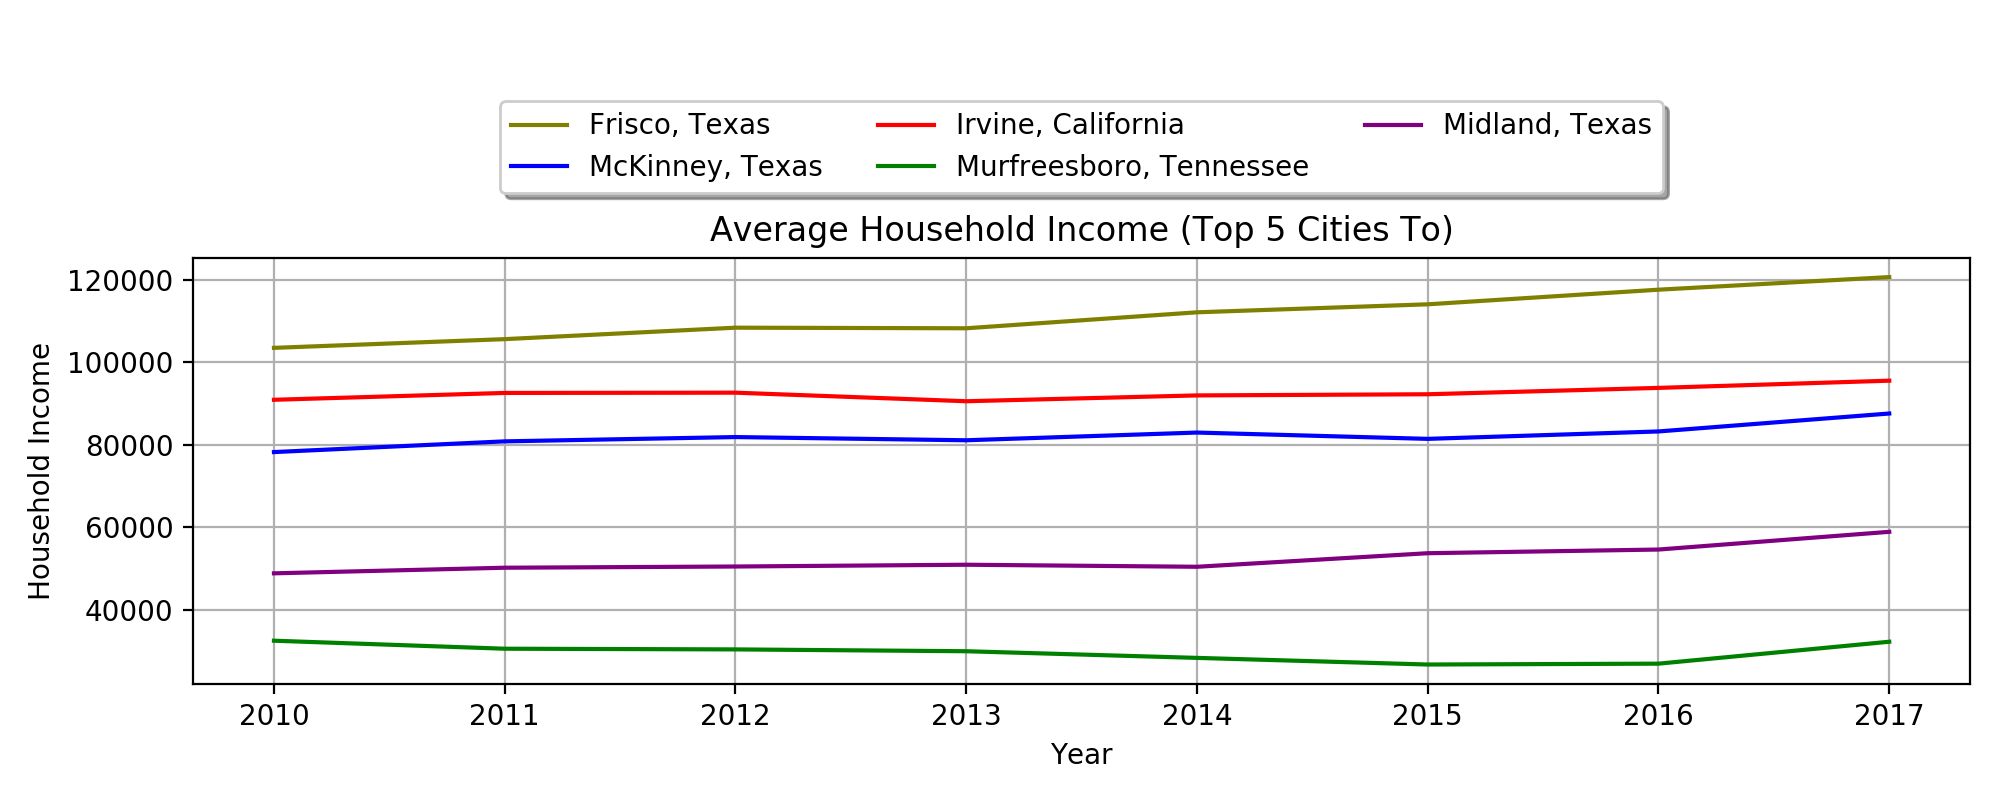 Frisco, Texas
McKinney, Texas
Irvine, California
Murfreesboro, Tennessee
Midland, Texas
Average Household Income (Top 5 Cities To)
Household Income
120000
100000
80000
60000
40000
2010 2011 2012 2013 2014 2015 2016 2017
Year